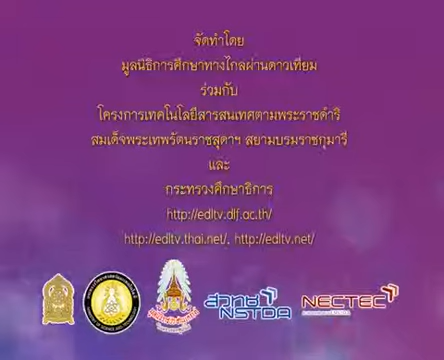 จัดทำโดย
มูลนิธิการศึกษาทางไกลผ่านดาวเทียม
ร่วมกับ
โครงการเทคโนโลยีสารสนเทศตามพระราชดำริ
สมเด็จพระเทพรัตนราชสุดาฯ สยามบรมราชกุมารี
และ
กระทรวงศึกษาธิการ
http://edltv.dlf.ac.th/
http://edltv.thai.net/, http://edltv.net/
สวทช NECTEC
NSTDA